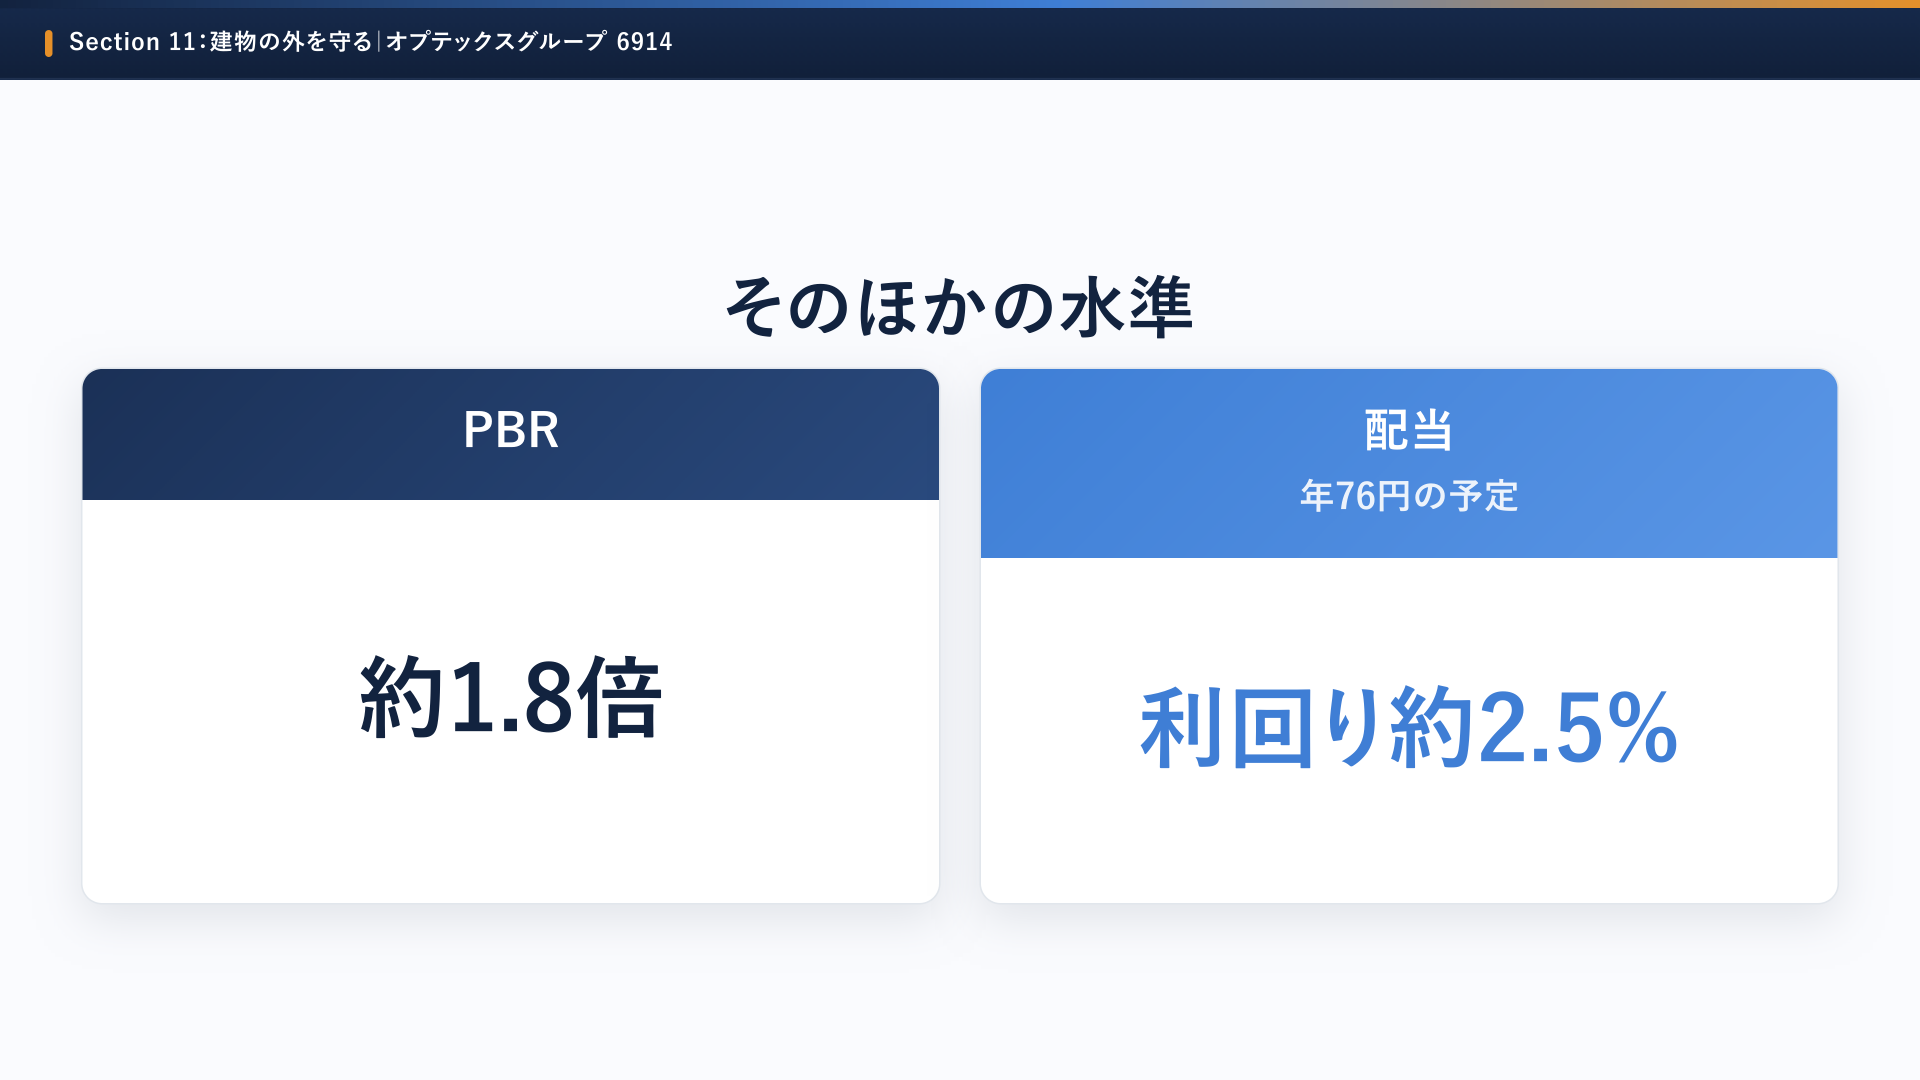 Section 11：建物の外を守る｜オプテックスグループ 6914
そのほかの水準
PBR
約1.8倍
配当
年76円の予定
利回り約2.5%